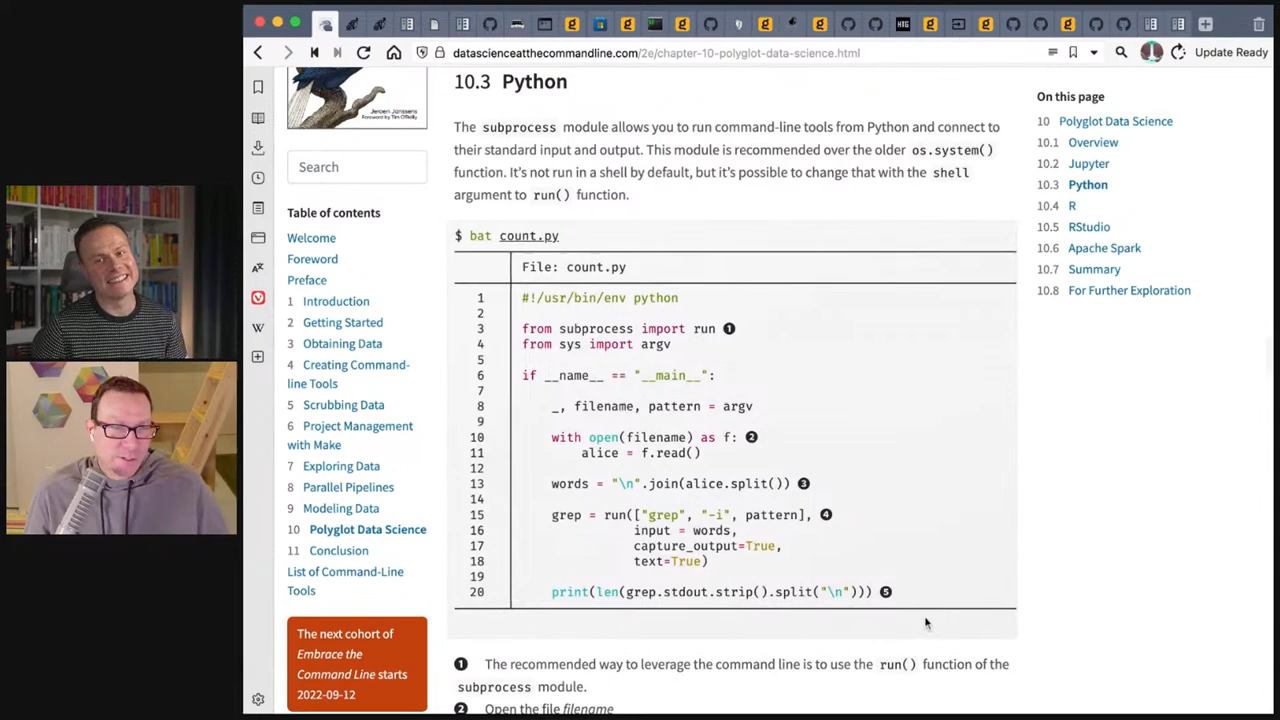 Update Ready
datascienceatthecommandline.com/2e/chapter-10-polyglot-data-science.html
Jeroen Janssens
Foreword by Tim O'Reilly
Search
Table of contents
Welcome
Foreword
Preface
1 Introduction
2 Getting Started
3 Obtaining Data
4 Creating Command-
line Tools
5 Scrubbing Data
6 Project Management
with Make
7 Exploring Data
8 Parallel Pipelines
9 Modeling Data
10 Polyglot Data Science
11 Conclusion
List of Command-Line
Tools
The next cohort of
Embrace the
Command Line starts
2022-09-12
10.3 Python
The subprocess module allows you to run command-line tools from Python and connect to
their standard input and output. This module is recommended over the older os.system()
function. It’s not run in a shell by default, but it’s possible to change that with the shell
argument to run() function.
$ bat count.py
File: count.py
1 #!/usr/bin/env python
2
3 from subprocess import run ❶
4 from sys import argv
5
6 if __name__ == "__main__":
7
8 _, filename, pattern = argv
9
10 with open(filename) as f: ❷
11 alice = f.read()
12
13 words = "\n".join(alice.split()) ❸
14
15 grep = run(["grep", "-i", pattern], ❹
16 input = words,
17 capture_output=True,
18 text=True)
19
20 print(len(grep.stdout.strip().split("\n"))) ❺
❶ The recommended way to leverage the command line is to use the run() function of the
subprocess module.
❷ Open the file filename
On this page
10 Polyglot Data Science
10.1 Overview
10.2 Jupyter
10.3 Python
10.4 R
10.5 RStudio
10.6 Apache Spark
10.7 Summary
10.8 For Further Exploration